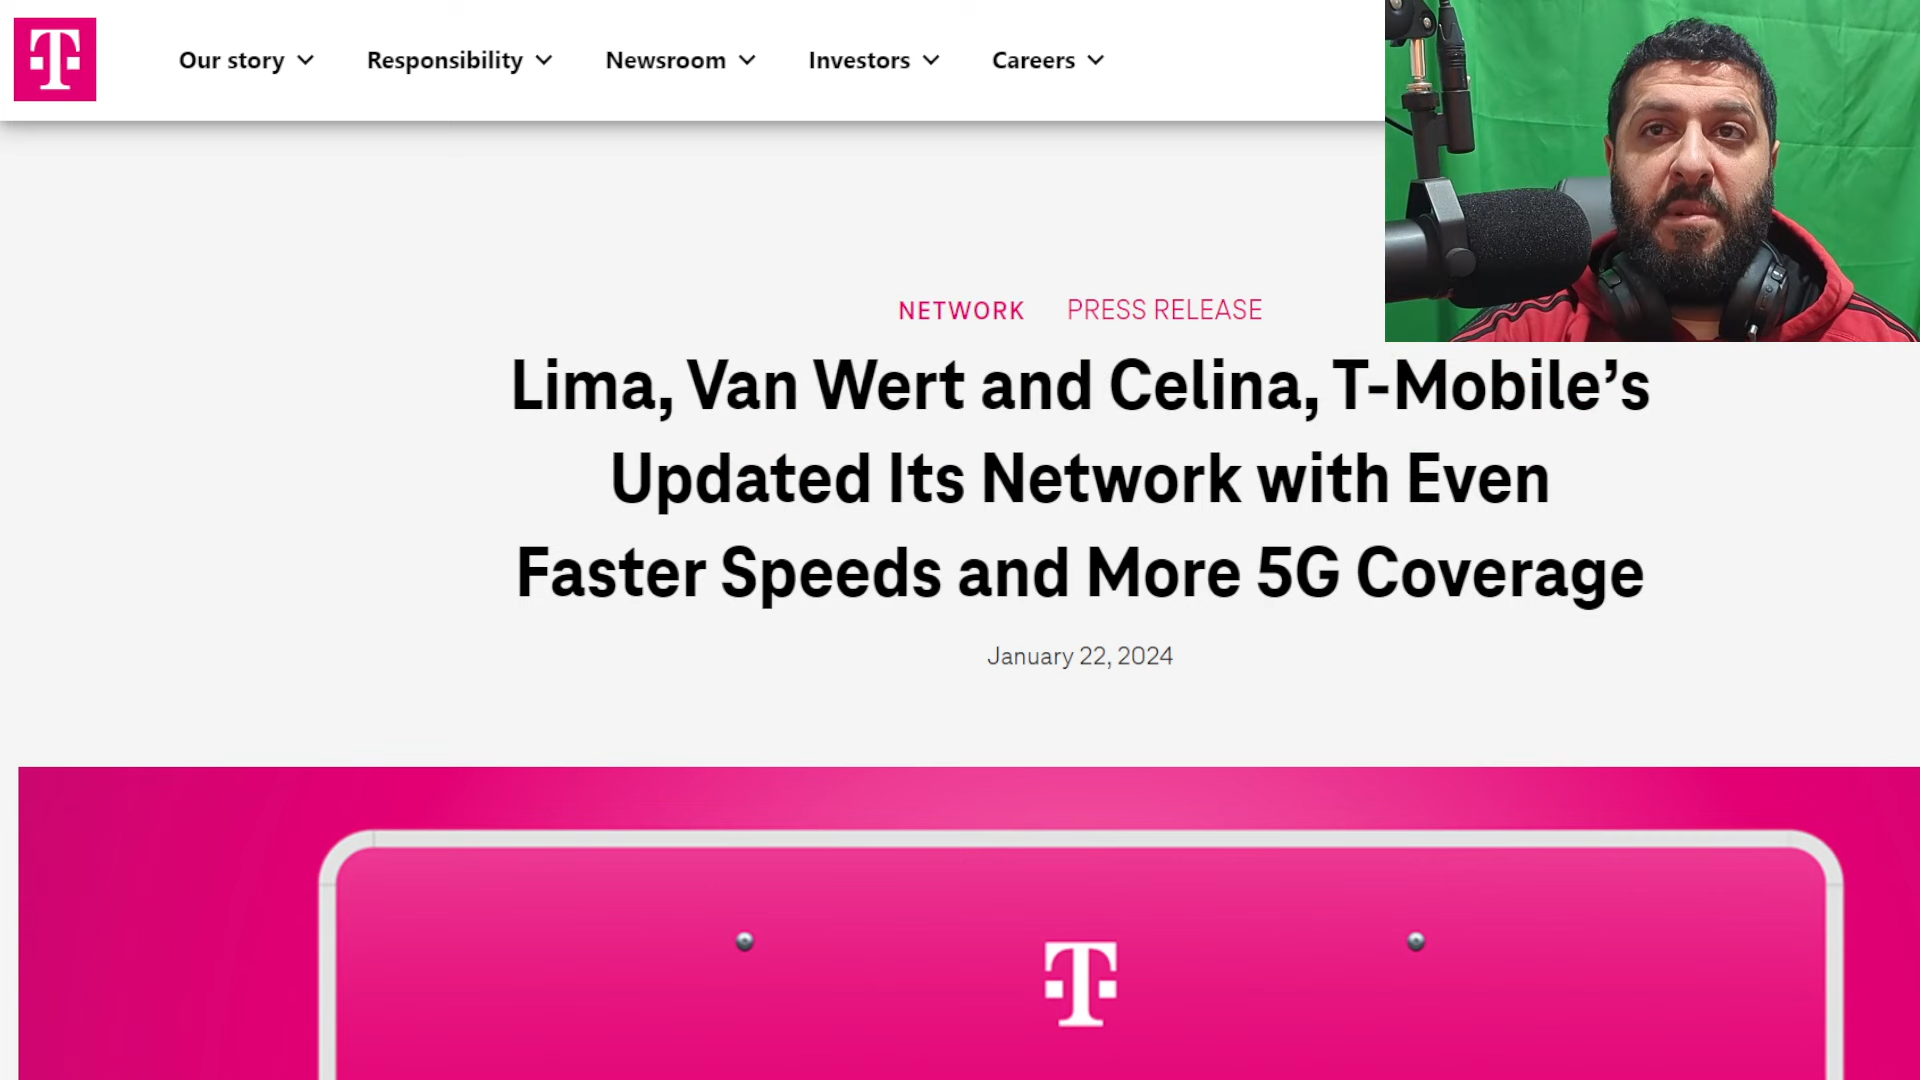 T
Our story
Responsibility
Newsroom
Investors
Careers
NETWORK PRESS RELEASE
Lima, Van Wert and Celina, T-Mobile’s
Updated Its Network with Even
Faster Speeds and More 5G Coverage
January 22, 2024
T